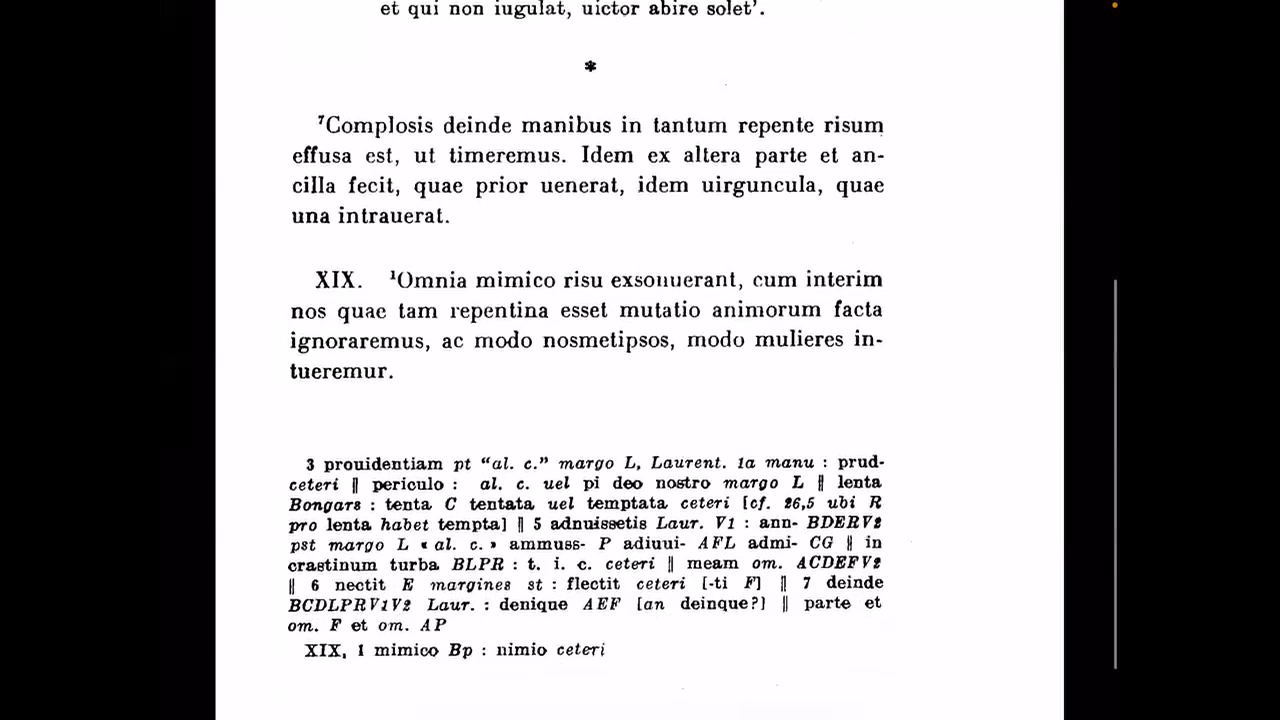 et qui non iugulat, uictor abire solet'.
*
⁷Complosis deinde manibus in tantum repente risum
effusa est, ut timeremus. Idem ex altera parte et an-
cilla fecit, quae prior uenerat, idem uirguncula, quae
una intrauerat.
XIX. ¹Omnia mimico risu exsonuerant, cum interim
nos quae tam repentina esset mutatio animorum facta
ignoraremus, ac modo nosmetipsos, modo mulieres in-
tueremur.
3 prouidentiam pt “al. c.” margo L, Laurent. 1a manu : prud-
ceteri ‖ periculo : al. c. uel pi deo nostro margo L ‖ lenta
Bongars : tenta C tentata uel temptata ceteri [cf. 26,5 ubi R
pro lenta habet tempta] ‖ 5 adnuissetis Laur. V1 : ann- BDERV2
pst margo L « al. c. » ammuss- P adiuui- AFL admi- CG ‖ in
crastinum turba BLPR : t. i. c. ceteri ‖ meam om. ACDEFV2
‖ 6 nectit E margines st : flectit ceteri [-ti F] ‖ 7 deinde
BCDLPRV1V2 Laur. : denique AEF [an deinque?] ‖ parte et
om. F et om. AP
XIX, 1 mimico Bp : nimio ceteri